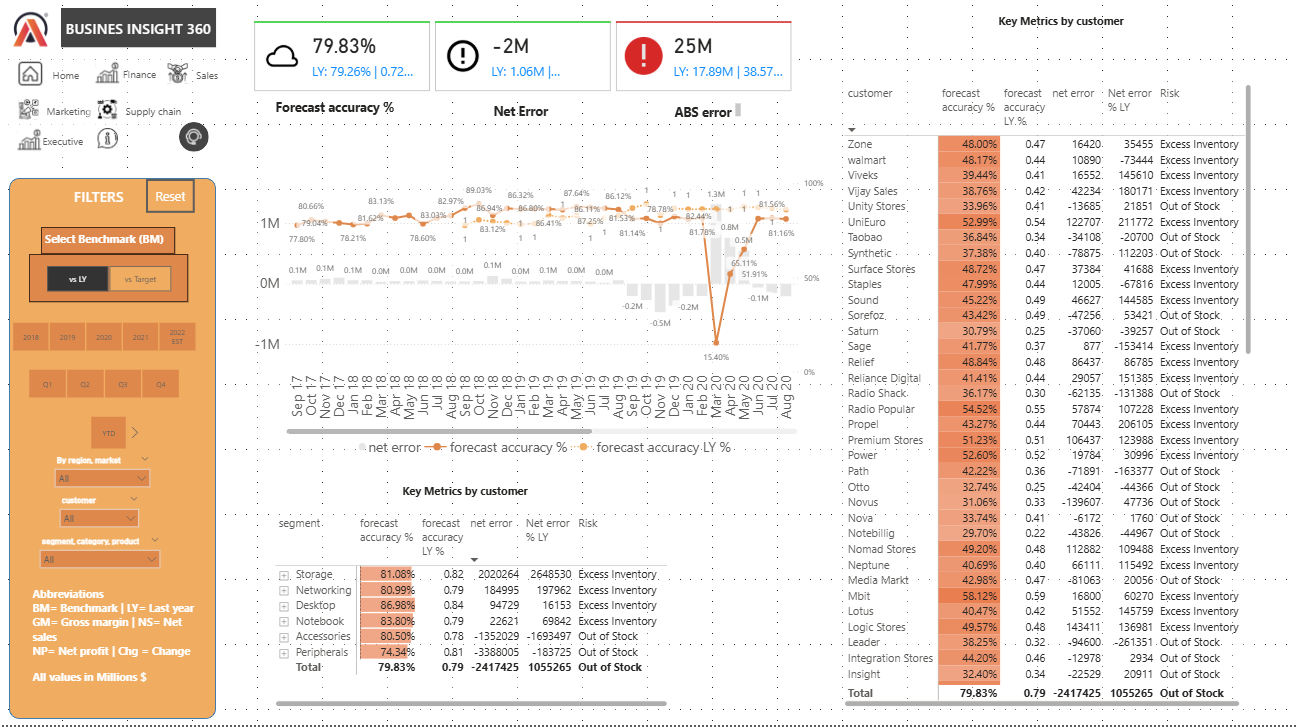 BUSINES INSIGHT 360
Home
Finance
Sales
Marketing
Supply chain
Executive
FILTERS
Reset
Select Benchmark (BM)
vs LY
vs Target
2018 2019 2020 2021 2022 EST
Q1 Q2 Q3 Q4
YTD
By region, market
All
customer
All
segment, category, product
All
Abbreviations
BM= Benchmark | LY= Last year
GM= Gross margin | NS= Net
sales
NP= Net profit | Chg = Change
All values in Millions $
79.83%
LY: 79.26% | 0.72...
Forecast accuracy %
-2M
LY: 1.06M |...
Net Error
25M
LY: 17.89M | 38.57...
ABS error
1M
0M
-1M
100%
50%
0%
80.66% 83.13% 82.97% 89.03% 86.32% 87.64% 86.12% 1 1 1.3M 1 1 81.56%
79.04% 81.62% 83.03% 86.94% 86.80% 86.11% 78.78% 82.44%
77.80% 78.21% 78.60% 1 83.12% 1 1 86.41% 1 87.25% 81.53% 81.14% 1 1 81.78% 0.8M 0.5M 81.16%
65.11%
51.91%
0.1M 0.1M 0.1M 0.0M 0.0M 0.0M 0.1M 0.0M 0.0M 0.0M 0.0M
-0.2M -0.5M -0.2M -0.1M
15.40%
Sep 17 Oct 17 Nov 17 Dec 17 Jan 18 Feb 18 Mar 18 Apr 18 May 18 Jun 18 Jul 18 Aug 18 Sep 18 Oct 18 Nov 18 Dec 18 Jan 19 Feb 19 Mar 19 Apr 19 May 19 Jun 19 Jul 19 Aug 19 Sep 19 Oct 19 Nov 19 Dec 19 Jan 20 Feb 20 Mar 20 Apr 20 May 20 Jun 20 Jul 20 Aug 20
net error forecast accuracy % forecast accuracy LY %
Key Metrics by customer
segment forecast accuracy % forecast accuracy LY % net error Net error % LY Risk
Storage 81.08% 0.82 2020264 2648530 Excess Inventory
Networking 80.99% 0.79 184995 197962 Excess Inventory
Desktop 86.98% 0.84 94729 16153 Excess Inventory
Notebook 83.80% 0.79 22621 69842 Excess Inventory
Accessories 80.50% 0.78 -1352029 -1693497 Out of Stock
Peripherals 74.34% 0.81 -3388005 -183725 Out of Stock
Total 79.83% 0.79 -2417425 1055265 Out of Stock
Key Metrics by customer
customer forecast accuracy % forecast accuracy LY % net error Net error % LY Risk
Zone 48.00% 0.47 16420 35455 Excess Inventory
walmart 48.17% 0.44 10890 -73444 Excess Inventory
Viveks 39.44% 0.41 16552 145610 Excess Inventory
Vijay Sales 38.76% 0.42 42234 180171 Excess Inventory
Unity Stores 33.96% 0.41 -13685 21851 Out of Stock
UniEuro 52.99% 0.54 122707 211772 Excess Inventory
Taobao 36.84% 0.34 -34108 -20700 Out of Stock
Synthetic 37.38% 0.40 -78875 112203 Out of Stock
Surface Stores 48.72% 0.47 37384 41688 Excess Inventory
Staples 47.99% 0.44 12005 -67816 Excess Inventory
Sound 45.22% 0.49 46627 144585 Excess Inventory
Sorefoz 43.42% 0.49 -47256 53421 Out of Stock
Saturn 30.79% 0.25 -37060 -39257 Out of Stock
Sage 41.77% 0.37 877 -153414 Excess Inventory
Relief 48.84% 0.48 86437 86785 Excess Inventory
Reliance Digital 41.41% 0.44 29057 151385 Excess Inventory
Radio Shack 36.17% 0.30 -62135 -131388 Out of Stock
Radio Popular 54.52% 0.55 57874 107228 Excess Inventory
Propel 43.27% 0.44 70443 206105 Excess Inventory
Premium Stores 51.23% 0.51 106437 123988 Excess Inventory
Power 52.60% 0.52 19784 30996 Excess Inventory
Path 42.22% 0.36 -71891 -163377 Out of Stock
Otto 32.74% 0.25 -42404 -44366 Out of Stock
Novus 31.06% 0.33 -139607 47736 Out of Stock
Nova 33.74% 0.41 -6172 1760 Out of Stock
Notebillig 29.70% 0.22 -43826 -44967 Out of Stock
Nomad Stores 49.20% 0.48 112882 109488 Excess Inventory
Neptune 40.69% 0.40 66111 115492 Excess Inventory
Media Markt 42.98% 0.47 -81063 20056 Out of Stock
Mbit 58.12% 0.59 16800 60270 Excess Inventory
Lotus 40.47% 0.42 51552 145759 Excess Inventory
Logic Stores 49.57% 0.48 143411 136981 Excess Inventory
Leader 38.25% 0.32 -94600 -261351 Out of Stock
Integration Stores 44.20% 0.46 -12978 2934 Out of Stock
Insight 32.40% 0.34 -22529 20911 Out of Stock
Total 79.83% 0.79 -2417425 1055265 Out of Stock